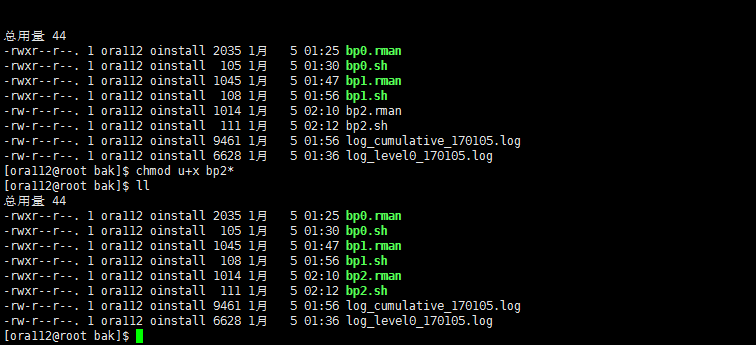 总用量 44
-rwxr--r--. 1 ora112 oinstall 2035 1月   5 01:25 bp0.rman
-rwxr--r--. 1 ora112 oinstall  105 1月   5 01:30 bp0.sh
-rwxr--r--. 1 ora112 oinstall 1045 1月   5 01:47 bp1.rman
-rwxr--r--. 1 ora112 oinstall  108 1月   5 01:56 bp1.sh
-rw-r--r--. 1 ora112 oinstall 1014 1月   5 02:10 bp2.rman
-rw-r--r--. 1 ora112 oinstall  111 1月   5 02:12 bp2.sh
-rw-r--r--. 1 ora112 oinstall 9461 1月   5 01:56 log_cumulative_170105.log
-rw-r--r--. 1 ora112 oinstall 6628 1月   5 01:36 log_level0_170105.log
[ora112@root bak]$ chmod u+x bp2*
[ora112@root bak]$ ll
总用量 44
-rwxr--r--. 1 ora112 oinstall 2035 1月   5 01:25 bp0.rman
-rwxr--r--. 1 ora112 oinstall  105 1月   5 01:30 bp0.sh
-rwxr--r--. 1 ora112 oinstall 1045 1月   5 01:47 bp1.rman
-rwxr--r--. 1 ora112 oinstall  108 1月   5 01:56 bp1.sh
-rwxr--r--. 1 ora112 oinstall 1014 1月   5 02:10 bp2.rman
-rwxr--r--. 1 ora112 oinstall  111 1月   5 02:12 bp2.sh
-rw-r--r--. 1 ora112 oinstall 9461 1月   5 01:56 log_cumulative_170105.log
-rw-r--r--. 1 ora112 oinstall 6628 1月   5 01:36 log_level0_170105.log
[ora112@root bak]$